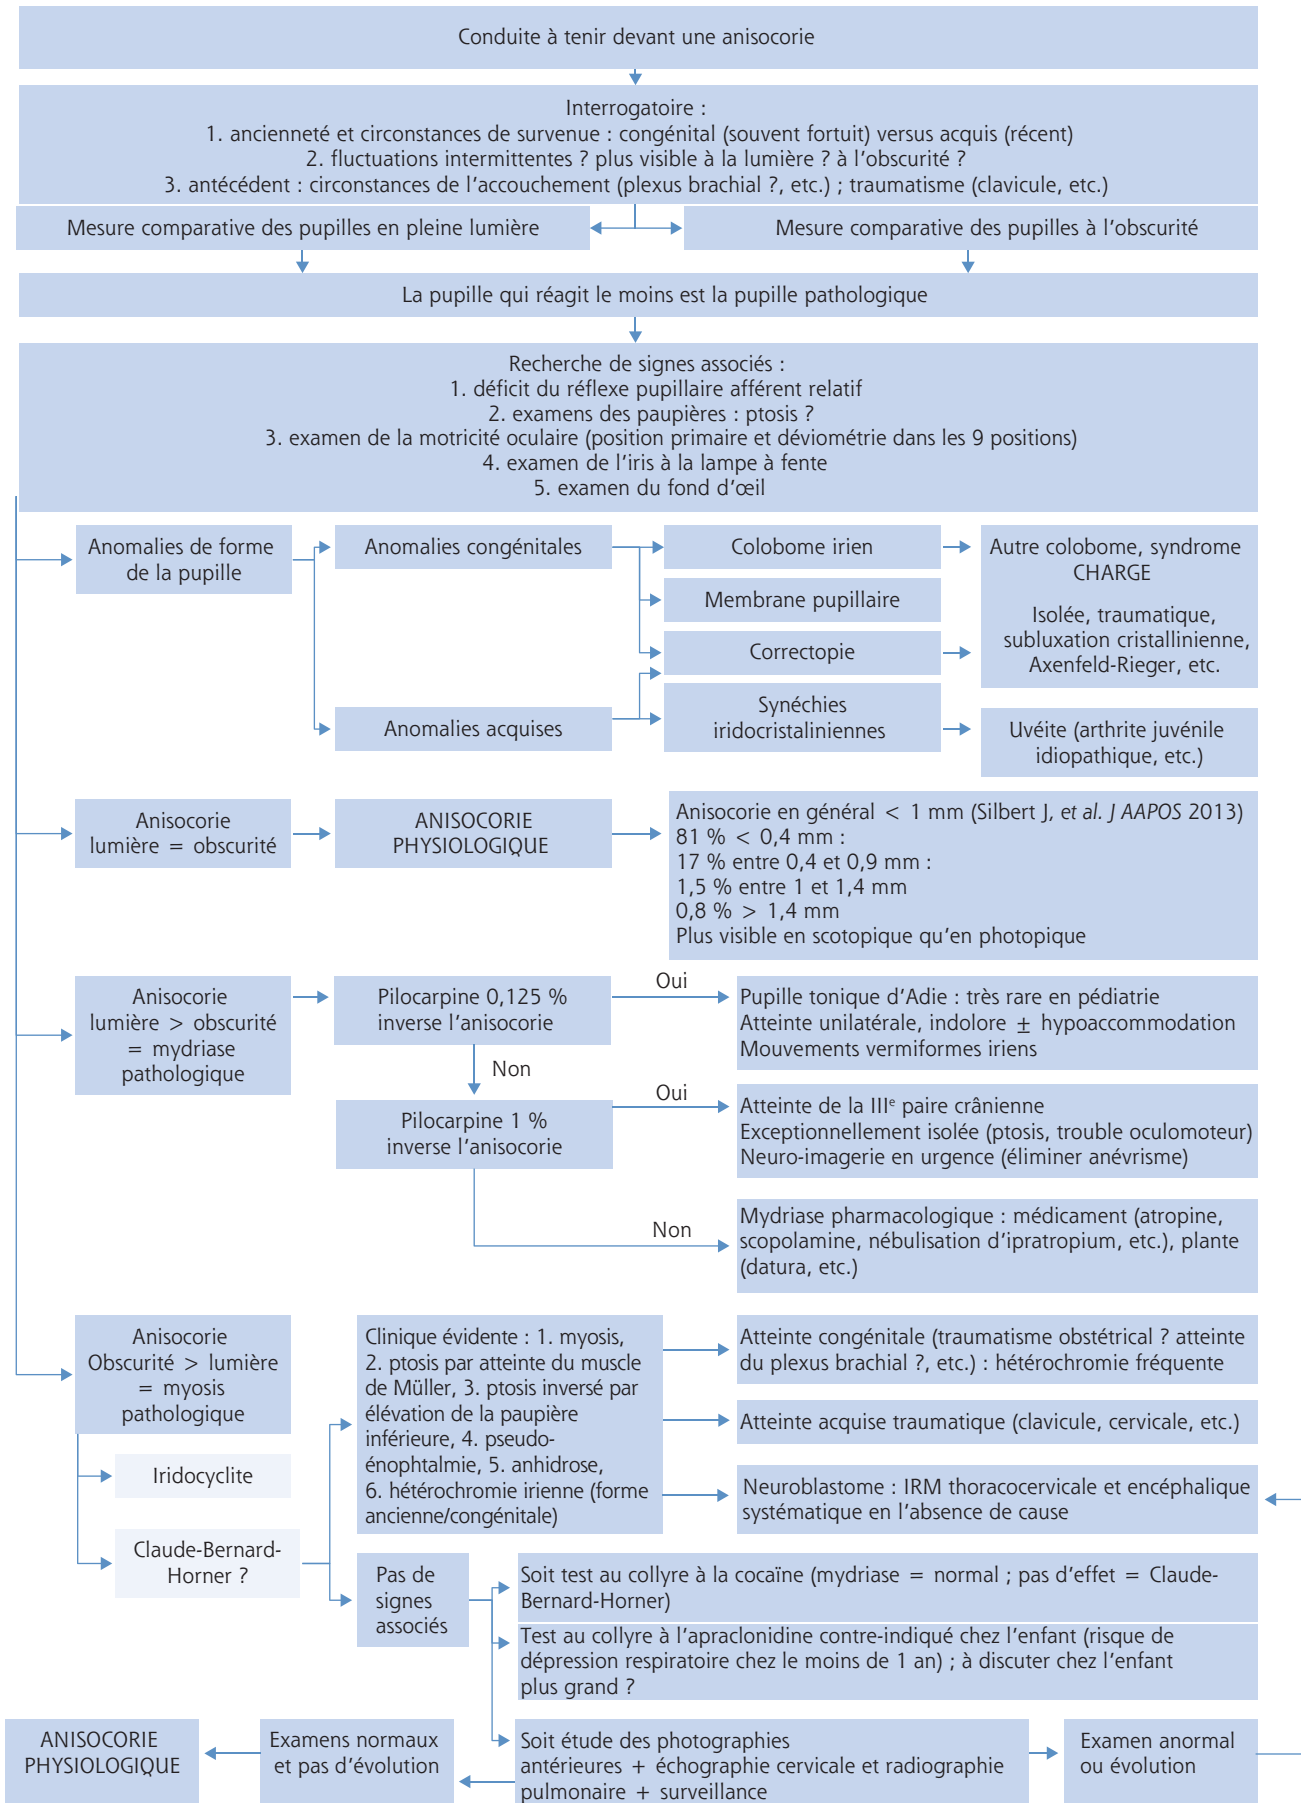 Conduite à tenir devant une anisocorie
Interrogatoire :
1. ancienneté et circonstances de survenue : congénital (souvent fortuit) versus acquis (récent)
2. fluctuations intermittentes ? plus visible à la lumière ? à l'obscurité ?
3. antécédent : circonstances de l'accouchement (plexus brachial ?, etc.) ; traumatisme (clavicule, etc.)
Mesure comparative des pupilles en pleine lumière
Mesure comparative des pupilles à l'obscurité
La pupille qui réagit le moins est la pupille pathologique
Recherche de signes associés :
1. déficit du réflexe pupillaire afférent relatif
2. examens des paupières : ptosis ?
3. examen de la motricité oculaire (position primaire et déviométrie dans les 9 positions)
4. examen de l'iris à la lampe à fente
5. examen du fond d'œil
Anomalies de forme
de la pupille
Anomalies congénitales
Colobome irien
Autre colobome, syndrome
CHARGE
Membrane pupillaire
Correctopie
Isolée, traumatique,
subluxation cristallinienne,
Axenfeld-Rieger, etc.
Anomalies acquises
Synéchies
iridocristaliniennes
Uvéite (arthrite juvénile
idiopathique, etc.)
Anisocorie
lumière = obscurité
ANISOCORIE
PHYSIOLOGIQUE
Anisocorie en général < 1 mm (Silbert J, et al. J AAPOS 2013)
81 % < 0,4 mm :
17 % entre 0,4 et 0,9 mm :
1,5 % entre 1 et 1,4 mm
0,8 % > 1,4 mm
Plus visible en scotopique qu'en photopique
Anisocorie
lumière > obscurité
= mydriase
pathologique
Pilocarpine 0,125 %
inverse l'anisocorie
Oui
Pupille tonique d'Adie : très rare en pédiatrie
Atteinte unilatérale, indolore ± hypoaccommodation
Mouvements vermiformes iriens
Non
Pilocarpine 1 %
inverse l'anisocorie
Oui
Atteinte de la IIIe paire crânienne
Exceptionnellement isolée (ptosis, trouble oculomoteur)
Neuro-imagerie en urgence (éliminer anévrisme)
Non
Mydriase pharmacologique : médicament (atropine,
scopolamine, nébulisation d'ipratropium, etc.), plante
(datura, etc.)
Anisocorie
Obscurité > lumière
= myosis
pathologique
Iridocyclite
Claude-Bernard-
Horner ?
Clinique évidente : 1. myosis,
2. ptosis par atteinte du muscle
de Müller, 3. ptosis inversé par
élévation de la paupière
inférieure, 4. pseudo-
énophtalmie, 5. anhidrose,
6. hétérochromie irienne (forme
ancienne/congénitale)
Atteinte congénitale (traumatisme obstétrical ? atteinte
du plexus brachial ?, etc.) : hétérochromie fréquente
Atteinte acquise traumatique (clavicule, cervicale, etc.)
Neuroblastome : IRM thoracocervicale et encéphalique
systématique en l'absence de cause
Pas de
signes
associés
Soit test au collyre à la cocaïne (mydriase = normal ; pas d'effet = Claude-
Bernard-Horner)
Test au collyre à l'apraclonidine contre-indiqué chez l'enfant (risque de
dépression respiratoire chez le moins de 1 an) ; à discuter chez l'enfant
plus grand ?
Soit étude des photographies
antérieures + échographie cervicale et radiographie
pulmonaire + surveillance
Examen anormal
ou évolution
Examens normaux
et pas d'évolution
ANISOCORIE
PHYSIOLOGIQUE